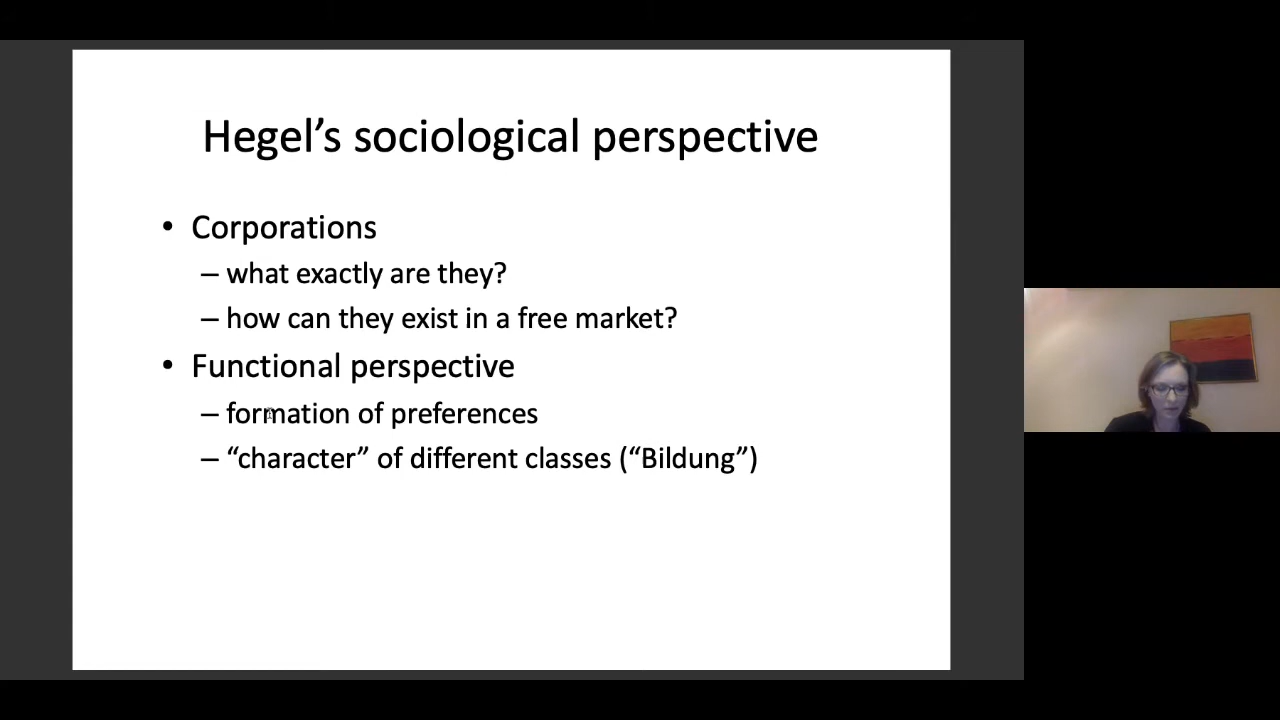 Hegel’s sociological perspective
• Corporations
– what exactly are they?
– how can they exist in a free market?
• Functional perspective
– formation of preferences
– “character” of different classes (“Bildung”)